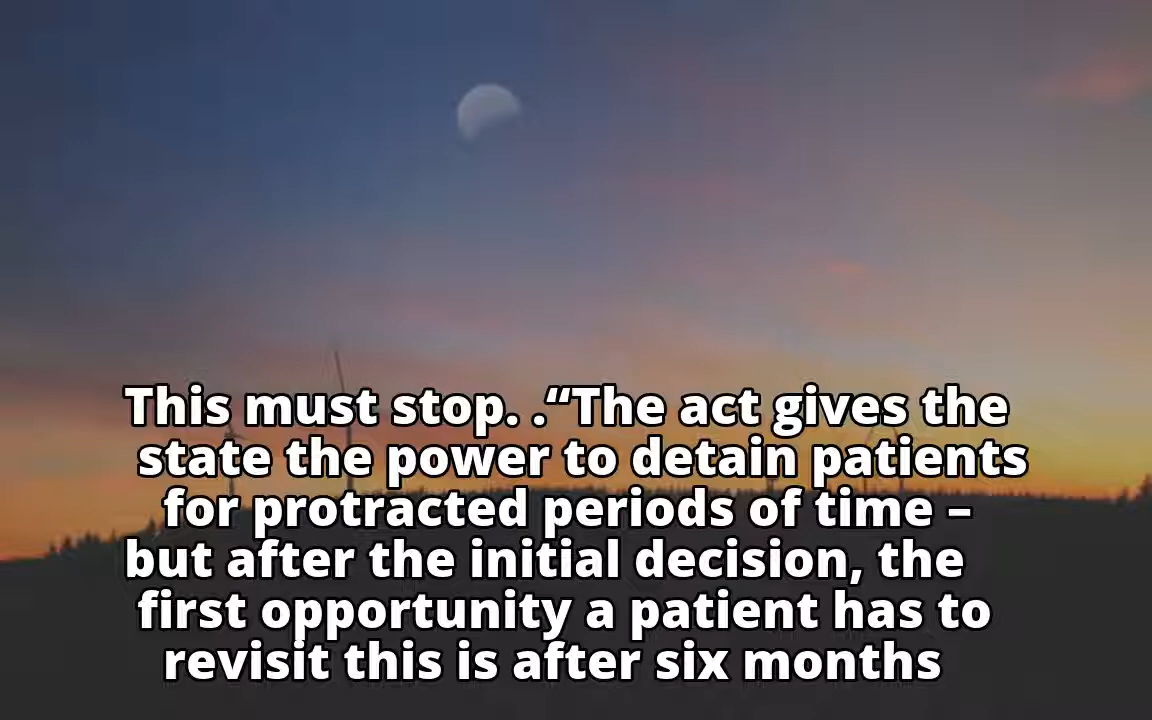 This must stop. .“The act gives the
state the power to detain patients
for protracted periods of time –
but after the initial decision, the
first opportunity a patient has to
revisit this is after six months